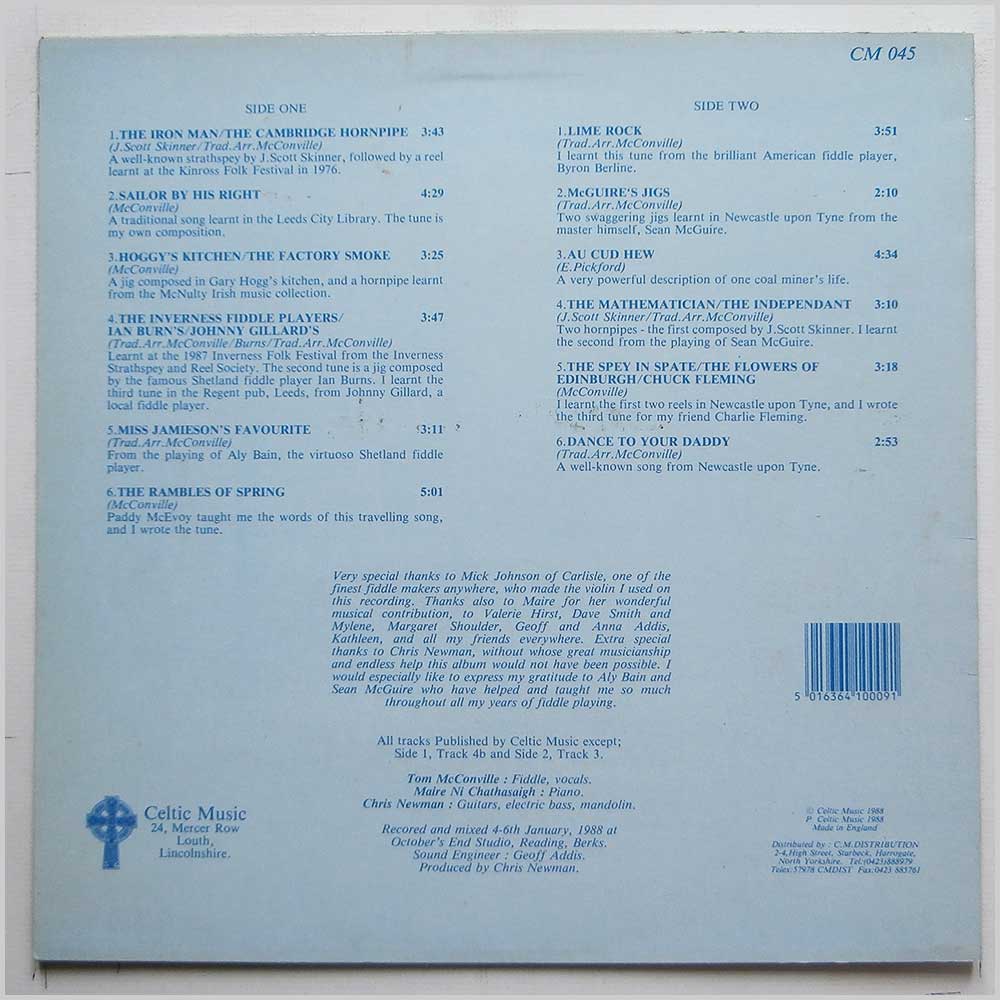 CM 045
SIDE ONE
1.THE IRON MAN/THE CAMBRIDGE HORNPIPE 3:43
(J.Scott Skinner/Trad.Arr.McConville)
A well-known strathspey by J.Scott Skinner, followed by a reel
learnt at the Kinross Folk Festival in 1976.
2.SAILOR BY HIS RIGHT 4:29
(McConville)
A traditional song learnt in the Leeds City Library. The tune is
my own composition.
3.HOGGY'S KITCHEN/THE FACTORY SMOKE 3:25
(McConville)
A jig composed in Gary Hogg's kitchen, and a hornpipe learnt
from the McNulty Irish music collection.
4.THE INVERNESS FIDDLE PLAYERS/ 3:47
IAN BURN'S/JOHNNY GILLARD'S
(Trad.Arr.McConville/Burns/Trad.Arr.McConville)
Learnt at the 1987 Inverness Folk Festival from the Inverness
Strathspey and Reel Society. The second tune is a jig composed
by the famous Shetland fiddle player Ian Burns. I learnt the
third tune in the Regent pub, Leeds, from Johnny Gillard, a
local fiddle player.
5.MISS JAMIESON'S FAVOURITE 3:11
(Trad.Arr.McConville)
From the playing of Aly Bain, the virtuoso Shetland fiddle
player.
6.THE RAMBLES OF SPRING 5:01
(McConville)
Paddy McEvoy taught me the words of this travelling song,
and I wrote the tune.
SIDE TWO
1.LIME ROCK 3:51
(Trad.Arr.McConville)
I learnt this tune from the brilliant American fiddle player,
Byron Berline.
2.McGUIRE'S JIGS 2:10
(Trad.Arr.McConville)
Two swaggering jigs learnt in Newcastle upon Tyne from the
master himself, Sean McGuire.
3.AU CUD HEW 4:34
(E.Pickford)
A very powerful description of one coal miner's life.
4.THE MATHEMATICIAN/THE INDEPENDANT 3:10
(J.Scott Skinner/Trad.Arr.McConville)
Two hornpipes - the first composed by J.Scott Skinner. I learnt
the second from the playing of Sean McGuire.
5.THE SPEY IN SPATE/THE FLOWERS OF 3:18
EDINBURGH/CHUCK FLEMING
(McConville)
I learnt the first two reels in Newcastle upon Tyne, and I wrote
the third tune for my friend Charlie Fleming.
6.DANCE TO YOUR DADDY 2:53
(Trad.Arr.McConville)
A well-known song from Newcastle upon Tyne.
Very special thanks to Mick Johnson of Carlisle, one of the
finest fiddle makers anywhere, who made the violin I used on
this recording. Thanks also to Maire for her wonderful
musical contribution, to Valerie Hirst, Dave Smith and
Mylene, Margaret Shoulder, Geoff and Anna Addis,
Kathleen, and all my friends everywhere. Extra special
thanks to Chris Newman, without whose great musicianship
and endless help this album would not have been possible. I
would especially like to express my gratitude to Aly Bain and
Sean McGuire who have helped and taught me so much
throughout all my years of fiddle playing.
5 016364 100091
All tracks Published by Celtic Music except;
Side 1, Track 4b and Side 2, Track 3.
Tom McConville : Fiddle, vocals.
Maire Ni Chathasaigh : Piano.
Chris Newman : Guitars, electric bass, mandolin.
Recored and mixed 4-6th January, 1988 at
October's End Studio, Reading, Berks.
Sound Engineer : Geoff Addis.
Produced by Chris Newman.
Celtic Music
24, Mercer Row
Louth,
Lincolnshire.
© Celtic Music 1988
P. Celtic Music 1988
Made in England
Distributed by : C.M.DISTRIBUTION
2-4,High Street, Starbeck, Harrogate,
North Yorkshire. Tel:(0423)888979
Telex:57978 CMDIST Fax:0423 885761